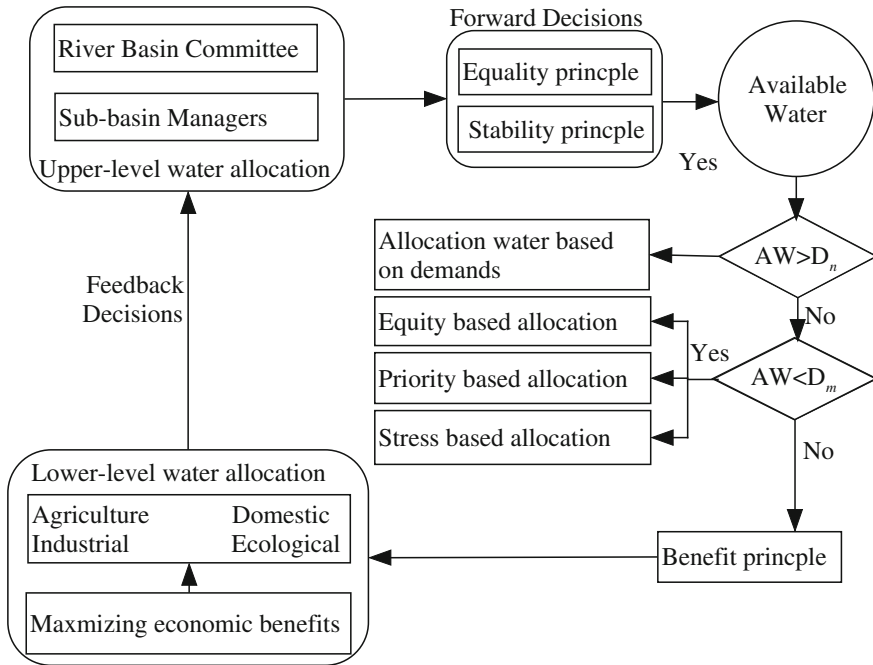 River Basin Committee
Sub-basin Managers
Upper-level water allocation
Forward Decisions
Equality princple
Stability princple
Available
Water
Yes
AW>Dₙ
Allocation water based
on demands
No
Equity based allocation
Yes
Priority based allocation
AW<Dₘ
Stress based allocation
No
Feedback
Decisions
Lower-level water allocation
Agriculture Domestic
Industrial Ecological
Maxmizing economic benefits
Benefit princple